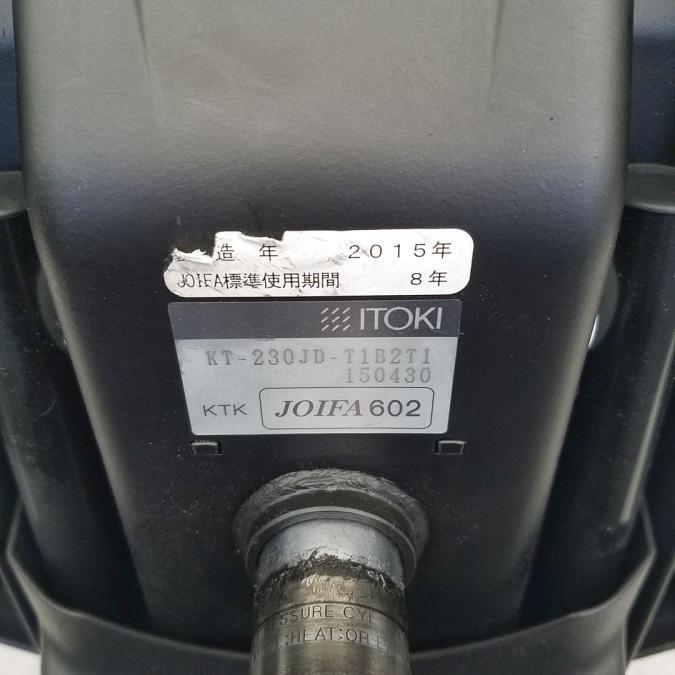 造 年 2015年
JOIFA標準使用期間 8年
ITOKI
KT-230JD-T1B2T1
150430
KTK JOIFA 602
SSURE CYL
HEAT:OR